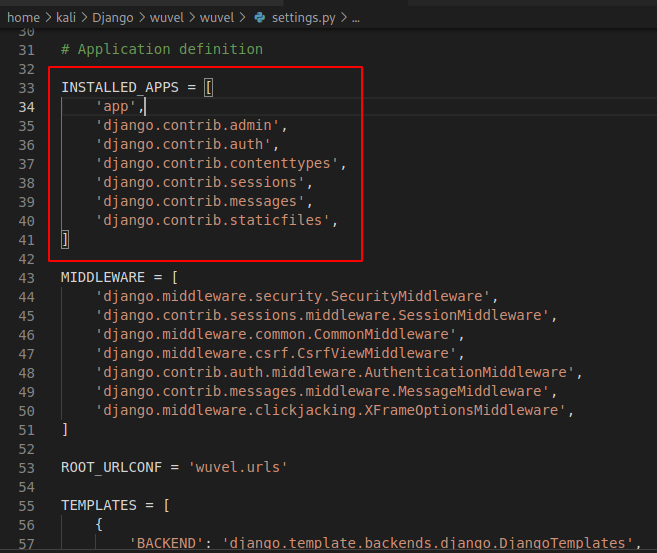 home > kali > Django > wuvel > wuvel > settings.py > ...
30
31 # Application definition
32
33 INSTALLED_APPS = [
34     'app',
35     'django.contrib.admin',
36     'django.contrib.auth',
37     'django.contrib.contenttypes',
38     'django.contrib.sessions',
39     'django.contrib.messages',
40     'django.contrib.staticfiles',
41 ]
42
43 MIDDLEWARE = [
44     'django.middleware.security.SecurityMiddleware',
45     'django.contrib.sessions.middleware.SessionMiddleware',
46     'django.middleware.common.CommonMiddleware',
47     'django.middleware.csrf.CsrfViewMiddleware',
48     'django.contrib.auth.middleware.AuthenticationMiddleware',
49     'django.contrib.messages.middleware.MessageMiddleware',
50     'django.middleware.clickjacking.XFrameOptionsMiddleware',
51 ]
52
53 ROOT_URLCONF = 'wuvel.urls'
54
55 TEMPLATES = [
56     {
57         'BACKEND': 'django.template.backends.django.DjangoTemplates',